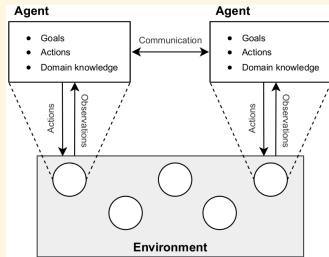 Agent
Agent
• Goals
• Actions
• Domain knowledge
Communication
• Goals
• Actions
• Domain knowledge
Actions
Observations
Actions
Observations
Environment